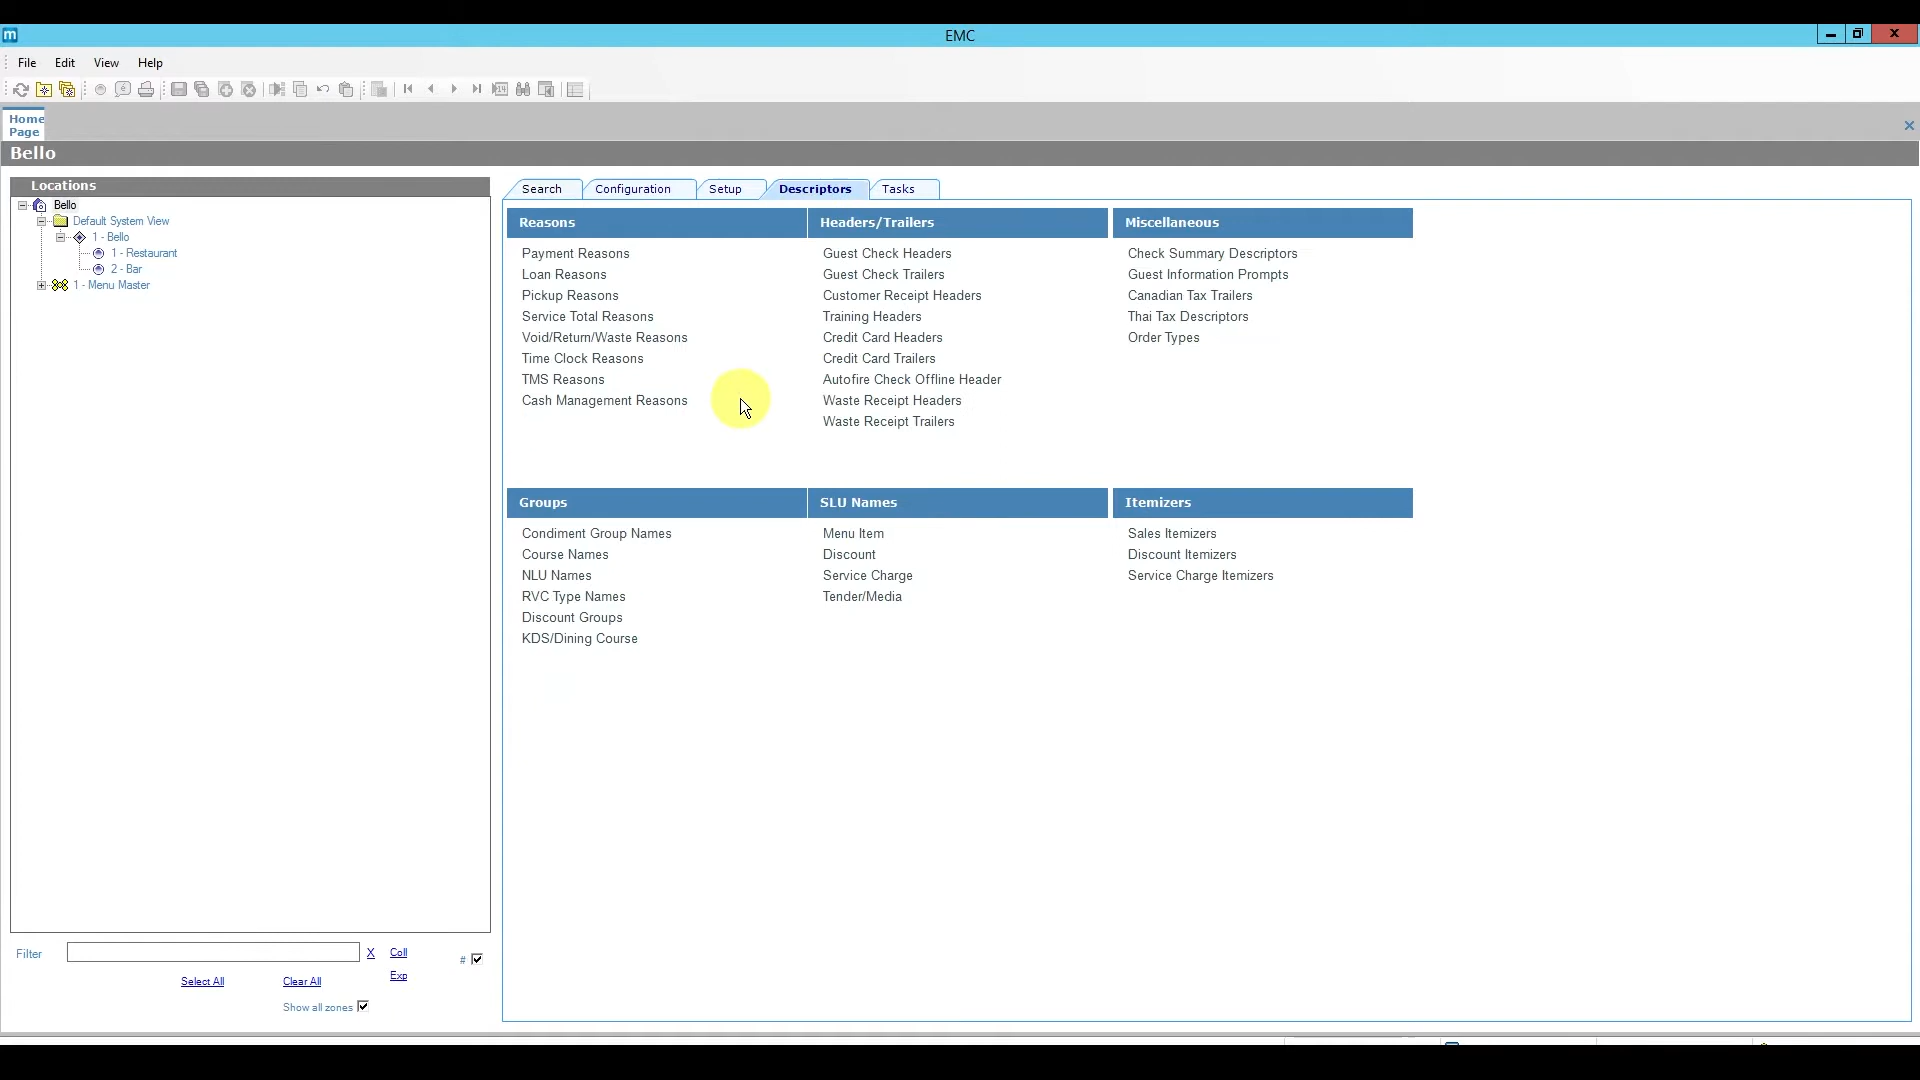 m
EMC
File Edit View Help
Home
Page
Bello
Locations
Bello
Default System View
1 - Bello
1 - Restaurant
2 - Bar
1 - Menu Master
Filter
X
Coll
Exp
#
Select All
Clear All
Show all zones
Search Configuration Setup Descriptors Tasks
Reasons
Payment Reasons
Loan Reasons
Pickup Reasons
Service Total Reasons
Void/Return/Waste Reasons
Time Clock Reasons
TMS Reasons
Cash Management Reasons
Headers/Trailers
Guest Check Headers
Guest Check Trailers
Customer Receipt Headers
Training Headers
Credit Card Headers
Credit Card Trailers
Autofire Check Offline Header
Waste Receipt Headers
Waste Receipt Trailers
Miscellaneous
Check Summary Descriptors
Guest Information Prompts
Canadian Tax Trailers
Thai Tax Descriptors
Order Types
Groups
Condiment Group Names
Course Names
NLU Names
RVC Type Names
Discount Groups
KDS/Dining Course
SLU Names
Menu Item
Discount
Service Charge
Tender/Media
Itemizers
Sales Itemizers
Discount Itemizers
Service Charge Itemizers